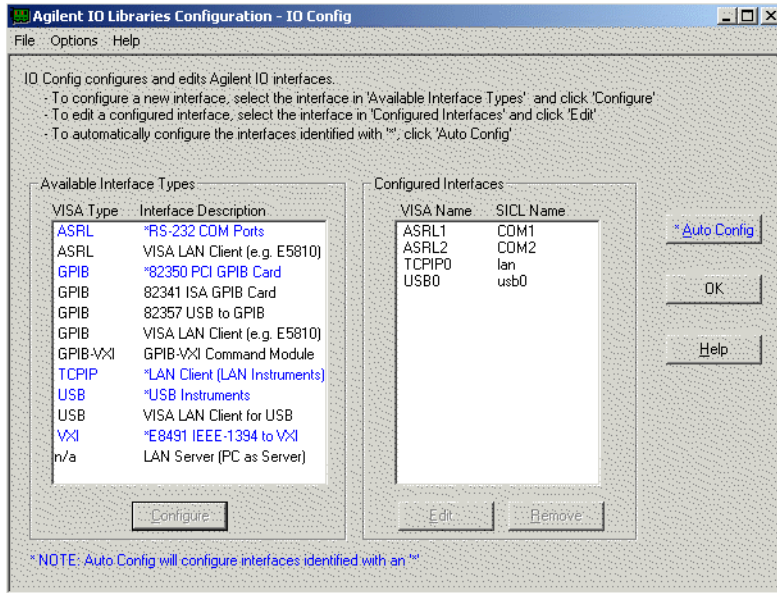 Agilent IO Libraries Configuration - IO Config
File Options Help
IO Config configures and edits Agilent IO interfaces.
- To configure a new interface, select the interface in 'Available Interface Types' and click 'Configure'
- To edit a configured interface, select the interface in 'Configured Interfaces' and click 'Edit'
- To automatically configure the interfaces identified with '*', click 'Auto Config'
Available Interface Types
VISA Type Interface Description
ASRL *RS-232 COM Ports
ASRL VISA LAN Client (e.g. E5810)
GPIB *82350 PCI GPIB Card
GPIB 82341 ISA GPIB Card
GPIB 82357 USB to GPIB
GPIB VISA LAN Client (e.g. E5810)
GPIB-VXI GPIB-VXI Command Module
TCPIP *LAN Client (LAN Instruments)
USB *USB Instruments
USB VISA LAN Client for USB
VXI *E8491 IEEE-1394 to VXI
n/a LAN Server (PC as Server)
Configure
Configured Interfaces
VISA Name SICL Name
ASRL1 COM1
ASRL2 COM2
TCPIP0 lan
USB0 usb0
Edit Remove
* Auto Config
OK
Help
* NOTE: Auto Config will configure interfaces identified with an '*'